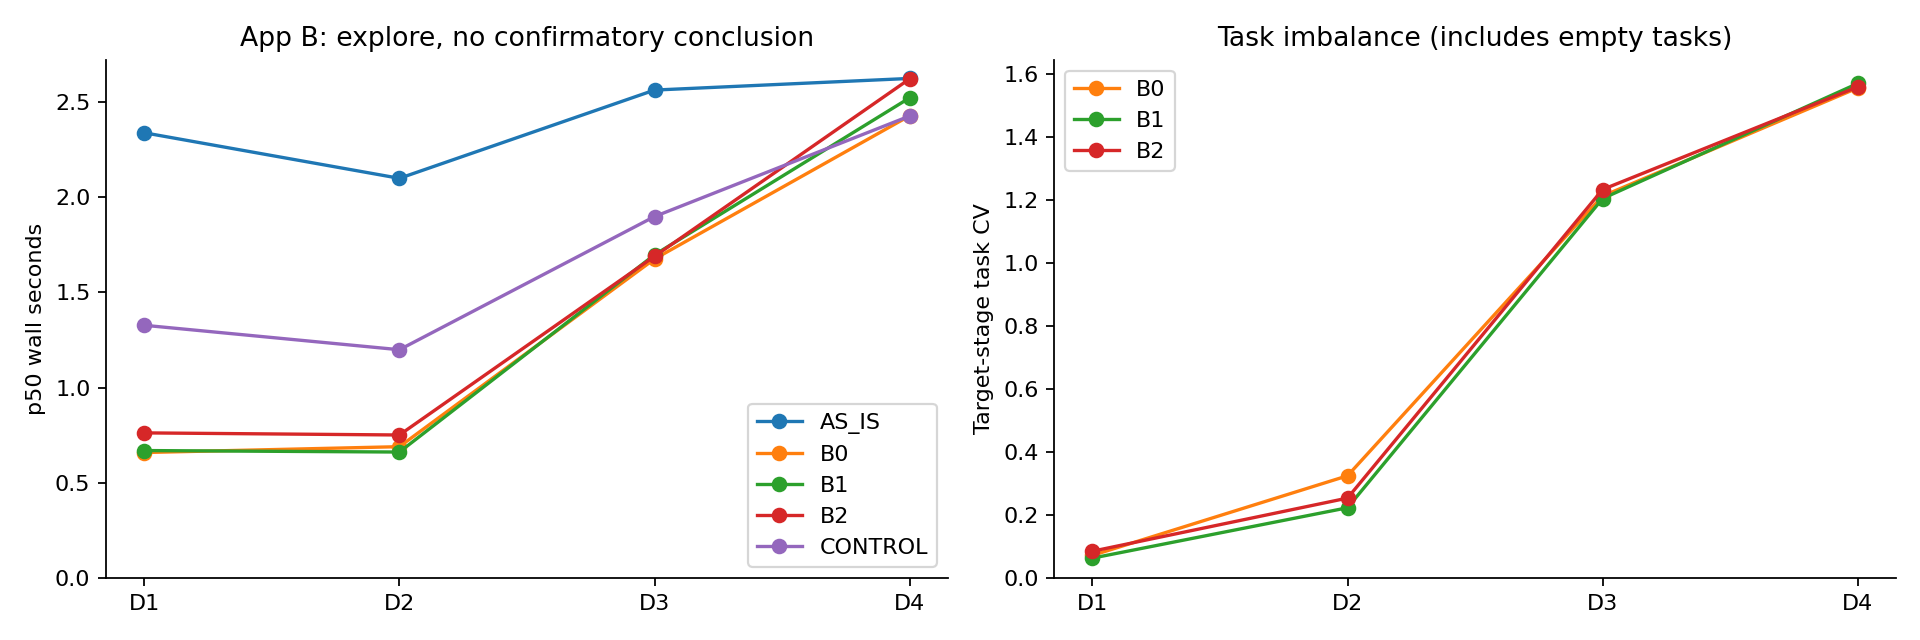 App B: explore, no confirmatory conclusion
p50 wall seconds
2.5
2.0
1.5
1.0
0.5
0.0
D1 D2 D3 D4
AS_IS
B0
B1
B2
CONTROL
Task imbalance (includes empty tasks)
Target-stage task CV
1.6
1.4
1.2
1.0
0.8
0.6
0.4
0.2
0.0
D1 D2 D3 D4
B0
B1
B2